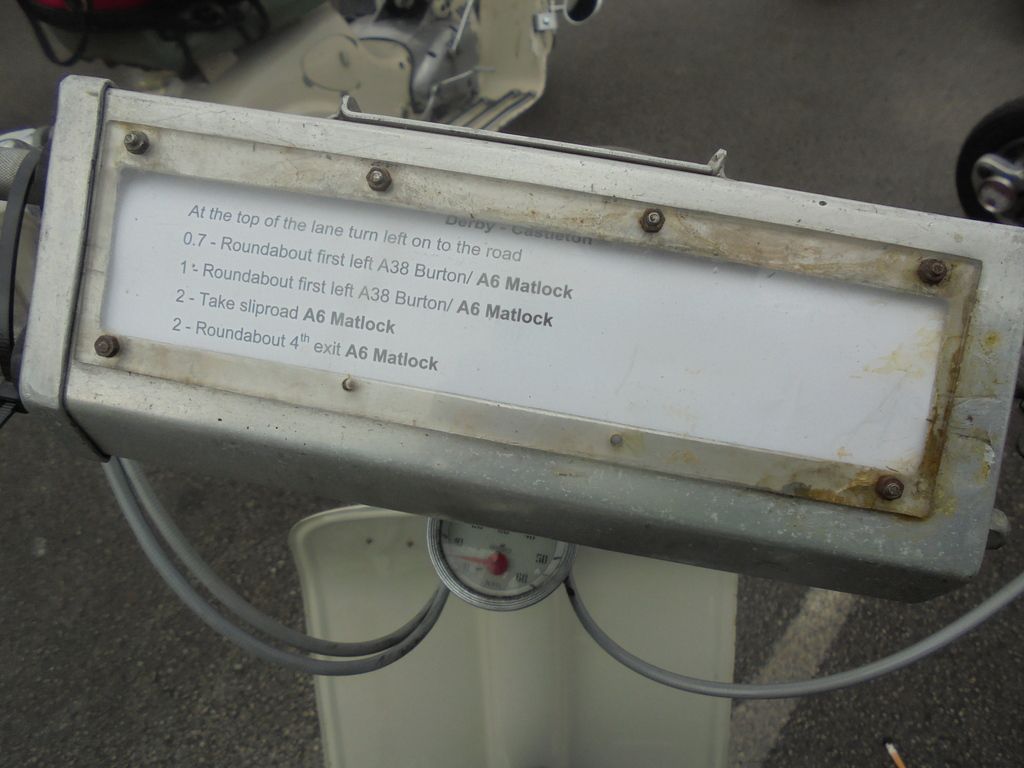 Derby - Castleton
At the top of the lane turn left on to the road
0.7 - Roundabout first left A38 Burton/ A6 Matlock
1 - Roundabout first left A38 Burton/ A6 Matlock
2 - Take sliproad A6 Matlock
2 - Roundabout 4th exit A6 Matlock
50
60